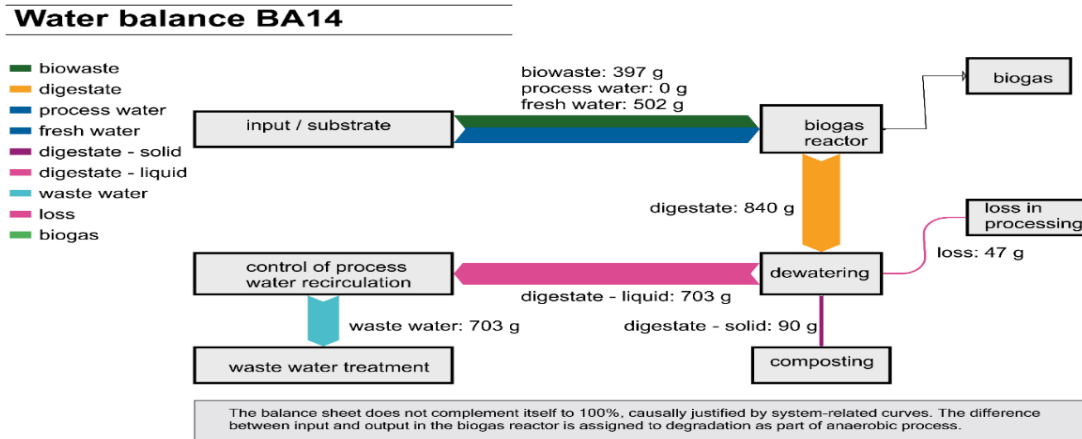 Water balance BA14
biowaste
digestate
process water
fresh water
digestate - solid
digestate - liquid
waste water
loss
biogas
biowaste: 397 g
process water: 0 g
fresh water: 502 g
input / substrate
biogas
reactor
biogas
digestate: 840 g
loss in
processing
loss: 47 g
control of process
water recirculation
dewatering
digestate - liquid: 703 g
waste water: 703 g
digestate - solid: 90 g
waste water treatment
composting
The balance sheet does not complement itself to 100%, causally justified by system-related curves. The difference
between input and output in the biogas reactor is assigned to degradation as part of anaerobic process.